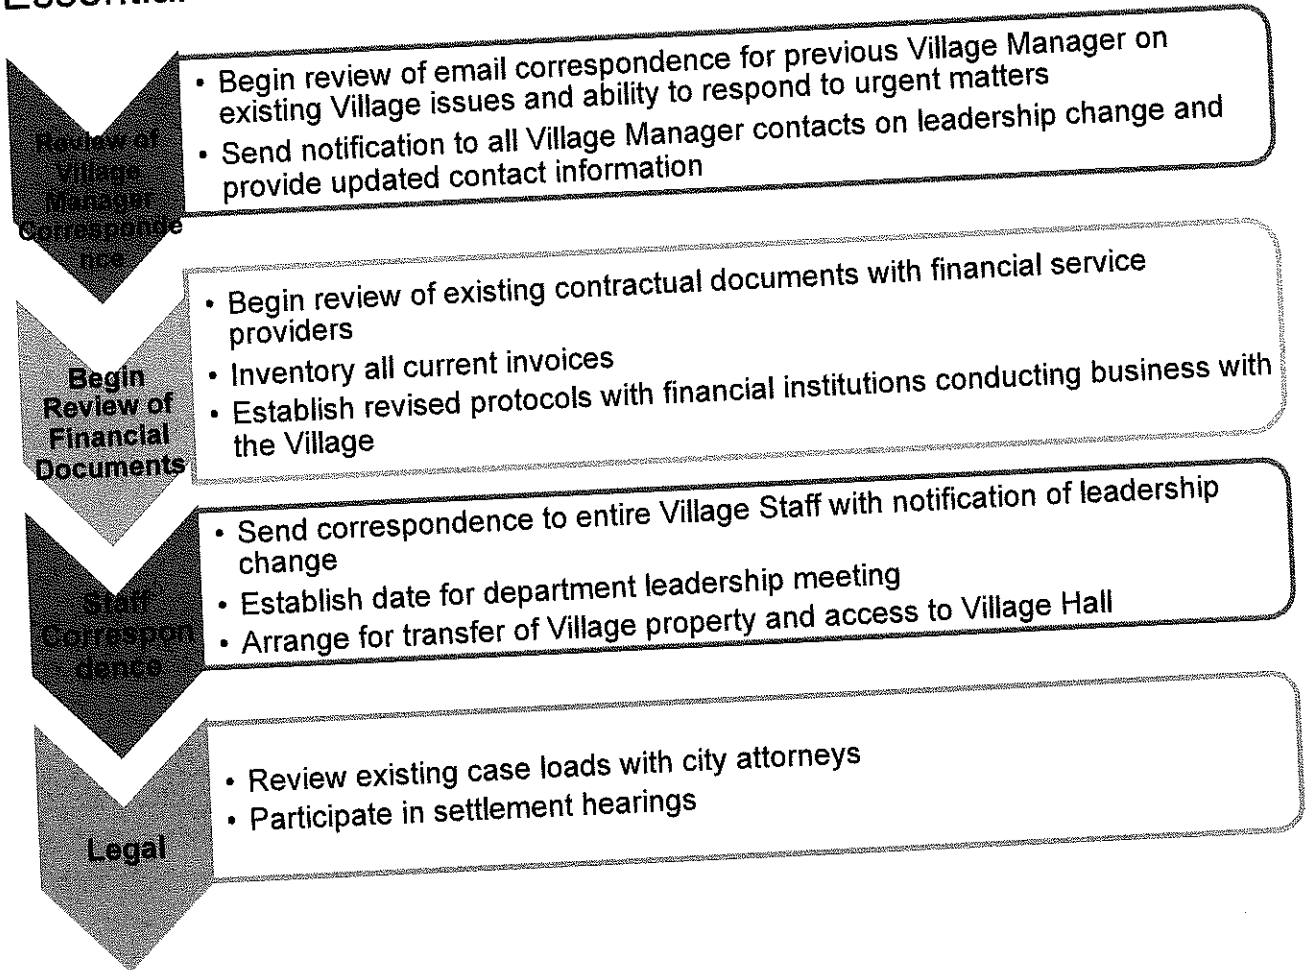 Essential
Review of
Village
Manager
Corresponde
nce
• Begin review of email correspondence for previous Village Manager on
existing Village issues and ability to respond to urgent matters
• Send notification to all Village Manager contacts on leadership change and
provide updated contact information
Begin
Review of
Financial
Documents
• Begin review of existing contractual documents with financial service
providers
• Inventory all current invoices
• Establish revised protocols with financial institutions conducting business with
the Village
Staff
Correspon
dence
• Send correspondence to entire Village Staff with notification of leadership
change
• Establish date for department leadership meeting
• Arrange for transfer of Village property and access to Village Hall
Legal
• Review existing case loads with city attorneys
• Participate in settlement hearings